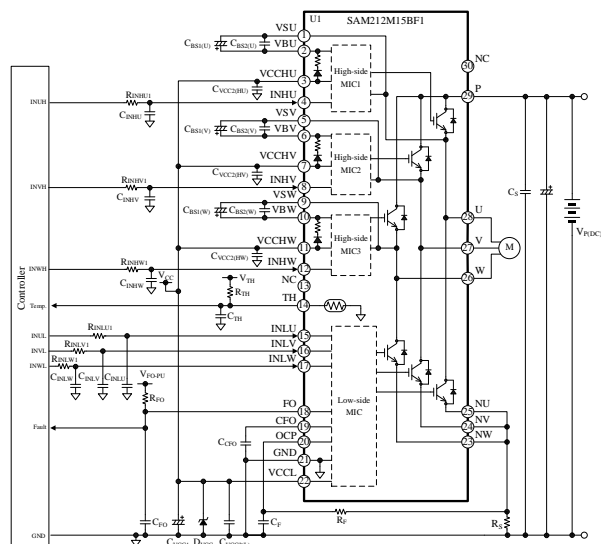 U1 SAM212M15BF1
VSU 1
VBU 2
CBS1(U) CBS2(U)
High-side MIC1
VCCHU 3
CVCC2(HU)
INUH RINHU1 INHU 4
CINHU
VSV 5
VBV 6
CBS1(V) CBS2(V)
High-side MIC2
VCCHV 7
CVCC2(HV)
INVH RINHV1 INHV 8
CINHV
VSW 9
VBW 10
CBS1(W) CBS2(W)
High-side MIC3
VCCHW 11
CVCC2(HW)
INWH RINHW1 INHW 12
CINHW VCC
NC 13
VTH
RTH
Temp. TH 14
CTH
INUL RINLU1 INLU 15
INVL RINLV1 INLV 16
INWL RINLW1 INLW 17
CINLW CINLV CINLU
VFO-PU
RFO
Low-side MIC
FO 18
Fault
CFO 19
CCFO
OCP 20
GND 21
VCCL 22
Controller
NC
30
P
29
CS
VP(DC)
28 U
27 V
26 W
M
25 NU
24 NV
23 NW
RF
RS
CFO
CF
GND